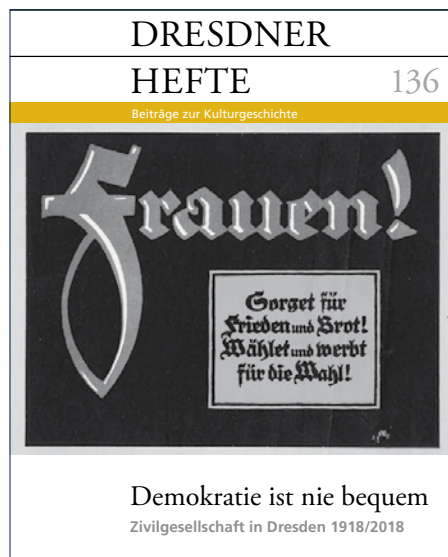 DRESDNER
HEFTE 136
Beiträge zur Kulturgeschichte
Frauen!
Sorget für
Frieden und Brot!
Wählet und werbt
für die Wahl!
Demokratie ist nie bequem
Zivilgesellschaft in Dresden 1918/2018